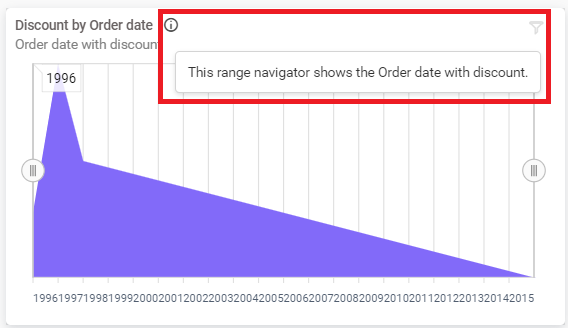 Discount by Order date
Order date with discount
This range navigator shows the Order date with discount.
1996
1996 1997 1998 1999 2000 2001 2002 2003 2004 2005 2006 2007 2008 2009 2010 2011 2012 2013 2014 2015